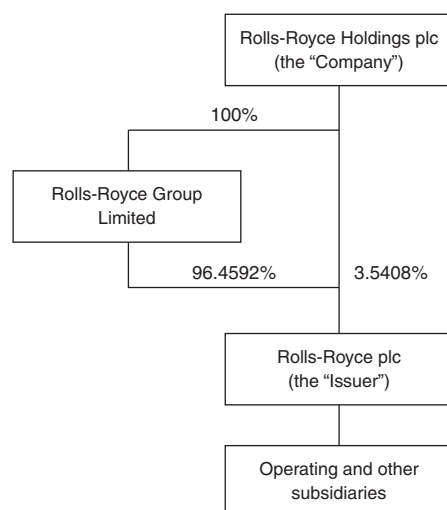 Rolls-Royce Holdings plc
(the “Company”)
100%
Rolls-Royce Group
Limited
96.4592%
3.5408%
Rolls-Royce plc
(the “Issuer”)
Operating and other
subsidiaries